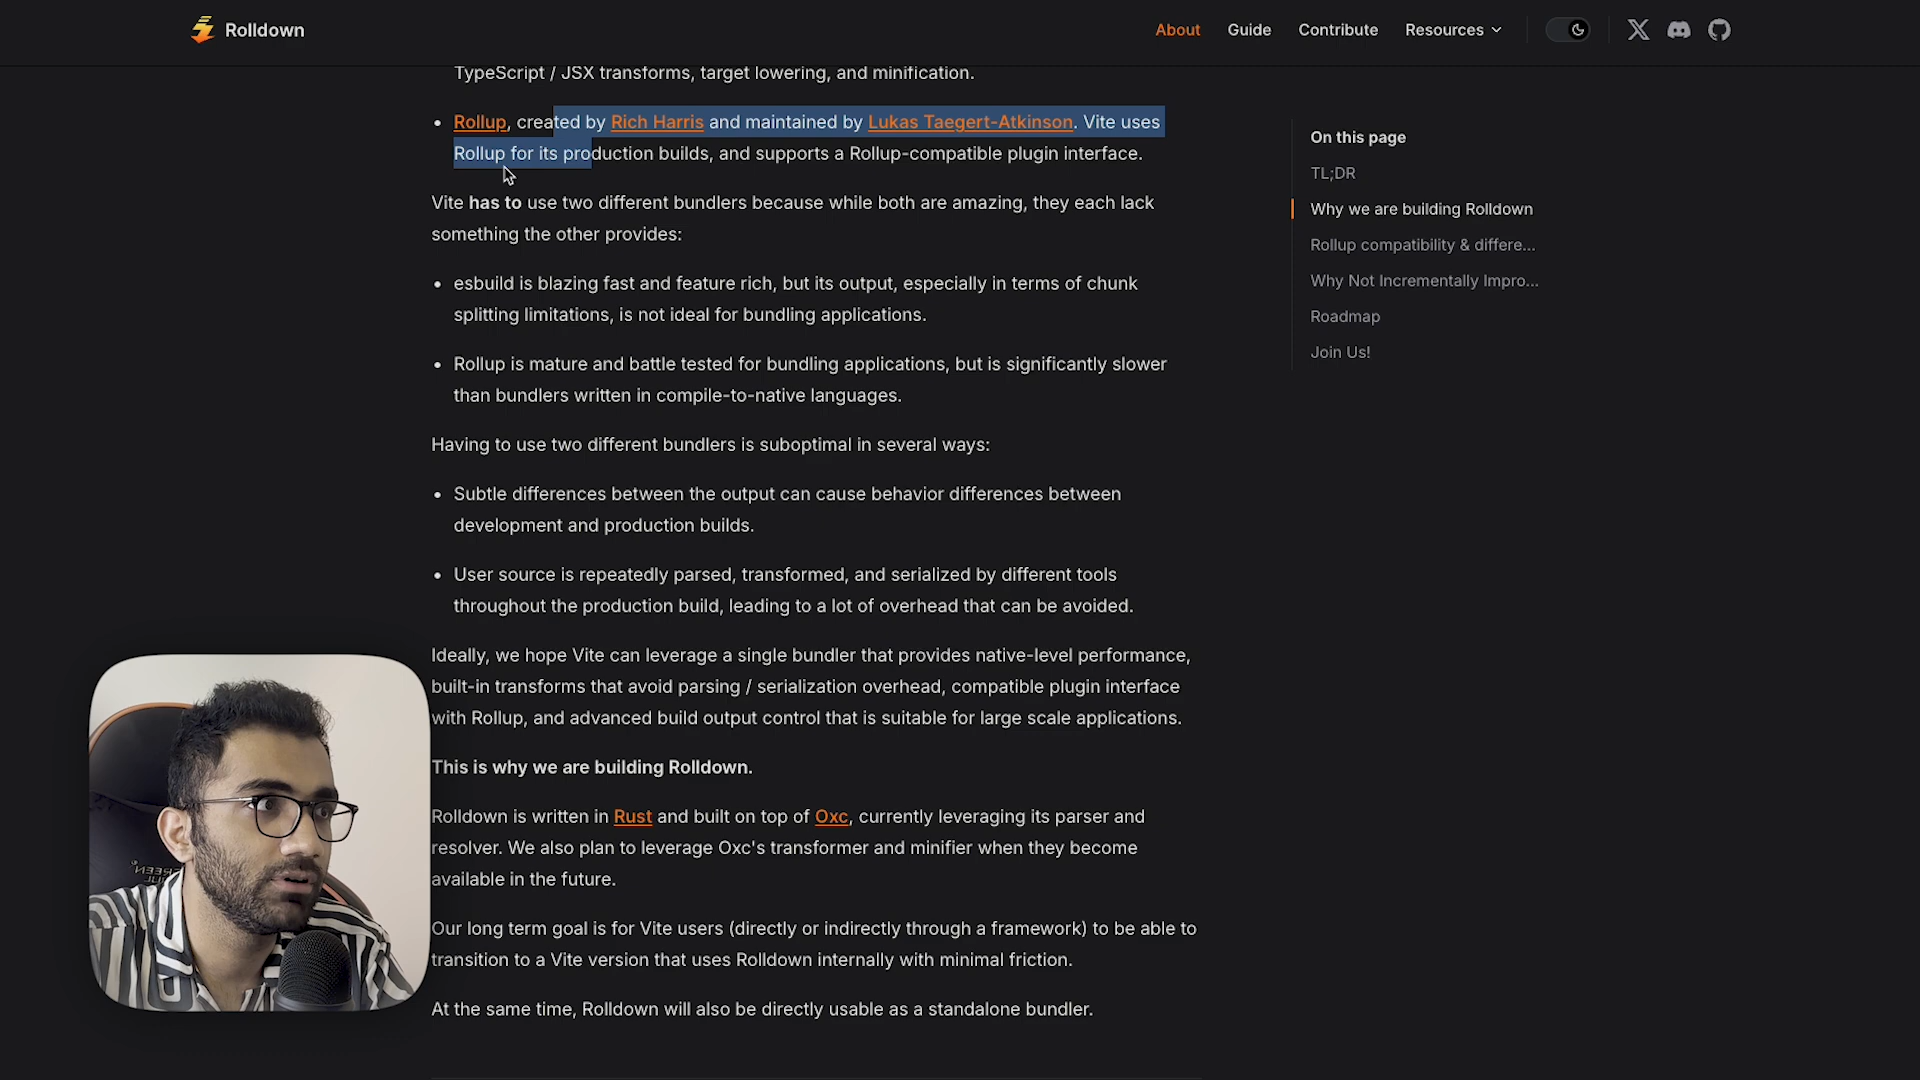 Rolldown
About
Guide
Contribute
Resources
TypeScript / JSX transforms, target lowering, and minification.
• Rollup, created by Rich Harris and maintained by Lukas Taegert-Atkinson. Vite uses
Rollup for its production builds, and supports a Rollup-compatible plugin interface.
Vite has to use two different bundlers because while both are amazing, they each lack
something the other provides:
• esbuild is blazing fast and feature rich, but its output, especially in terms of chunk
splitting limitations, is not ideal for bundling applications.
• Rollup is mature and battle tested for bundling applications, but is significantly slower
than bundlers written in compile-to-native languages.
Having to use two different bundlers is suboptimal in several ways:
• Subtle differences between the output can cause behavior differences between
development and production builds.
• User source is repeatedly parsed, transformed, and serialized by different tools
throughout the production build, leading to a lot of overhead that can be avoided.
Ideally, we hope Vite can leverage a single bundler that provides native-level performance,
built-in transforms that avoid parsing / serialization overhead, compatible plugin interface
with Rollup, and advanced build output control that is suitable for large scale applications.
This is why we are building Rolldown.
Rolldown is written in Rust and built on top of Oxc, currently leveraging its parser and
resolver. We also plan to leverage Oxc's transformer and minifier when they become
available in the future.
Our long term goal is for Vite users (directly or indirectly through a framework) to be able to
transition to a Vite version that uses Rolldown internally with minimal friction.
At the same time, Rolldown will also be directly usable as a standalone bundler.
On this page
TL;DR
Why we are building Rolldown
Rollup compatibility & differe...
Why Not Incrementally Impro...
Roadmap
Join Us!